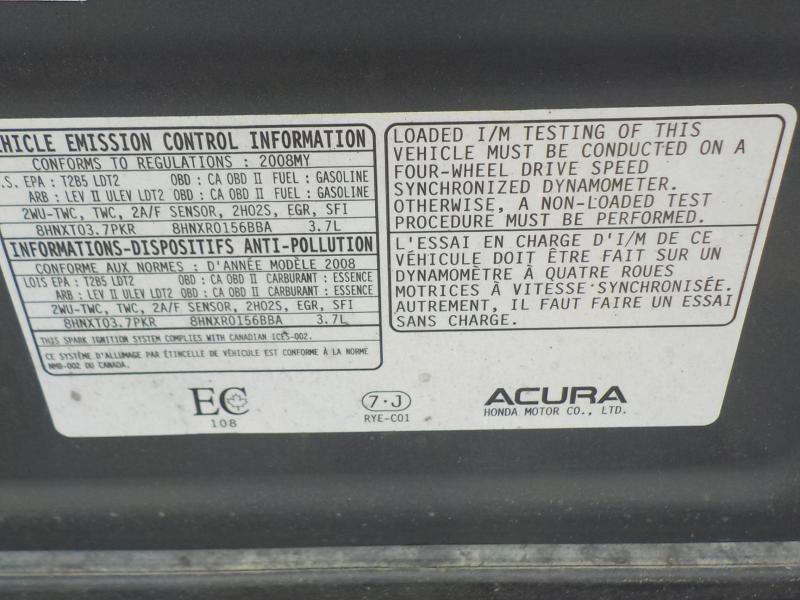 HICLE EMISSION CONTROL INFORMATION
CONFORMS TO REGULATIONS : 2008MY
.S. EPA : T2B5 LDT2 OBD : CA OBD II FUEL : GASOLINE
ARB : LEV II ULEV LDT2 OBD : CA OBD II FUEL : GASOLINE
2WU-TWC, TWC, 2A/F SENSOR, 2HO2S, EGR, SFI
8HNXT03.7PKR 8HNXR0156BBA 3.7L
INFORMATIONS-DISPOSITIFS ANTI-POLLUTION
CONFORME AUX NORMES : D'ANNÉE MODÈLE 2008
LOIS EPA : T2B5 LDT2 OBD : CA OBD II CARBURANT : ESSENCE
ARB : LEV II ULEV LDT2 OBD : CA OBD II CARBURANT : ESSENCE
2WU-TWC, TWC, 2A/F SENSOR, 2HO2S, EGR, SFI
8HNXT03.7PKR 8HNXR0156BBA 3.7L
THIS SPARK IGNITION SYSTEM COMPLIES WITH CANADIAN ICES-002.
CE SYSTÈME D'ALLUMAGE PAR ÉTINCELLE DE VÉHICULE EST CONFORME À LA NORME
NMB-002 DU CANADA.
LOADED I/M TESTING OF THIS
VEHICLE MUST BE CONDUCTED ON A
FOUR-WHEEL DRIVE SPEED
SYNCHRONIZED DYNAMOMETER.
OTHERWISE, A NON-LOADED TEST
PROCEDURE MUST BE PERFORMED.
L'ESSAI EN CHARGE D'I/M DE CE
VÉHICULE DOIT ÊTRE FAIT SUR UN
DYNAMOMÈTRE À QUATRE ROUES
MOTRICES À VITESSE SYNCHRONISÉE.
AUTREMENT, IL FAUT FAIRE UN ESSAI
SANS CHARGE.
EC
108
7·J
RYE-C01
ACURA
HONDA MOTOR CO., LTD.